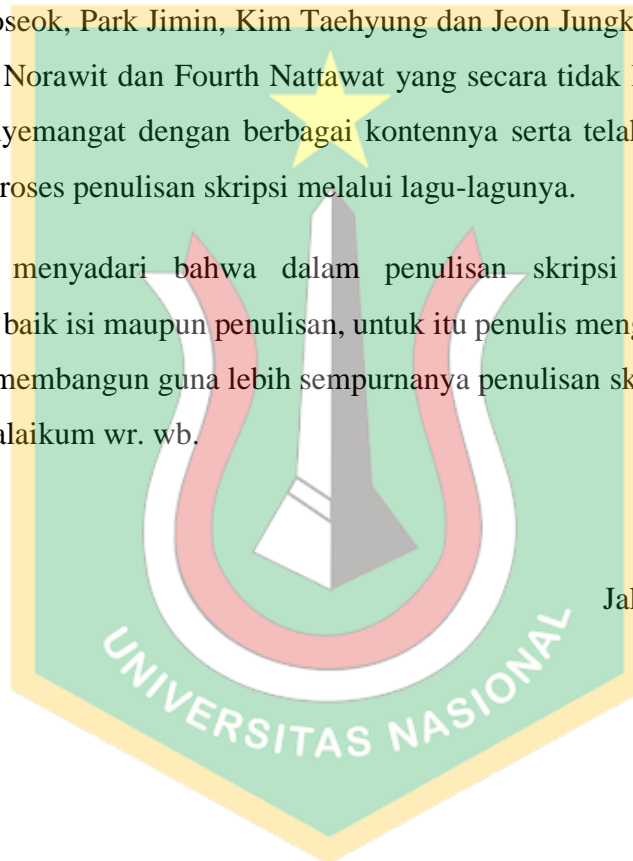 oseok, Park Jimin, Kim Taehyung dan Jeon Jungk
Norawit dan Fourth Nattawat yang secara tidak
yemangat dengan berbagai kontennya serta telah
roses penulisan skripsi melalui lagu-lagunya.
menyadari bahwa dalam penulisan skripsi
baik isi maupun penulisan, untuk itu penulis meng
membangun guna lebih sempurnanya penulisan sk
alaikum wr. wb.
Jak
UNIVERSITAS NASIONAL